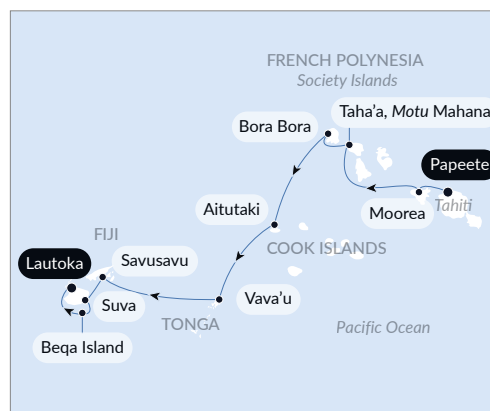 FRENCH POLYNESIA
Society Islands
Taha'a, Motu Mahana
Bora Bora
Papeete
Tahiti
Moorea
Aitutaki
FIJI
COOK ISLANDS
Savusavu
Lautoka
Vava'u
Suva
TONGA
Pacific Ocean
Beqa Island